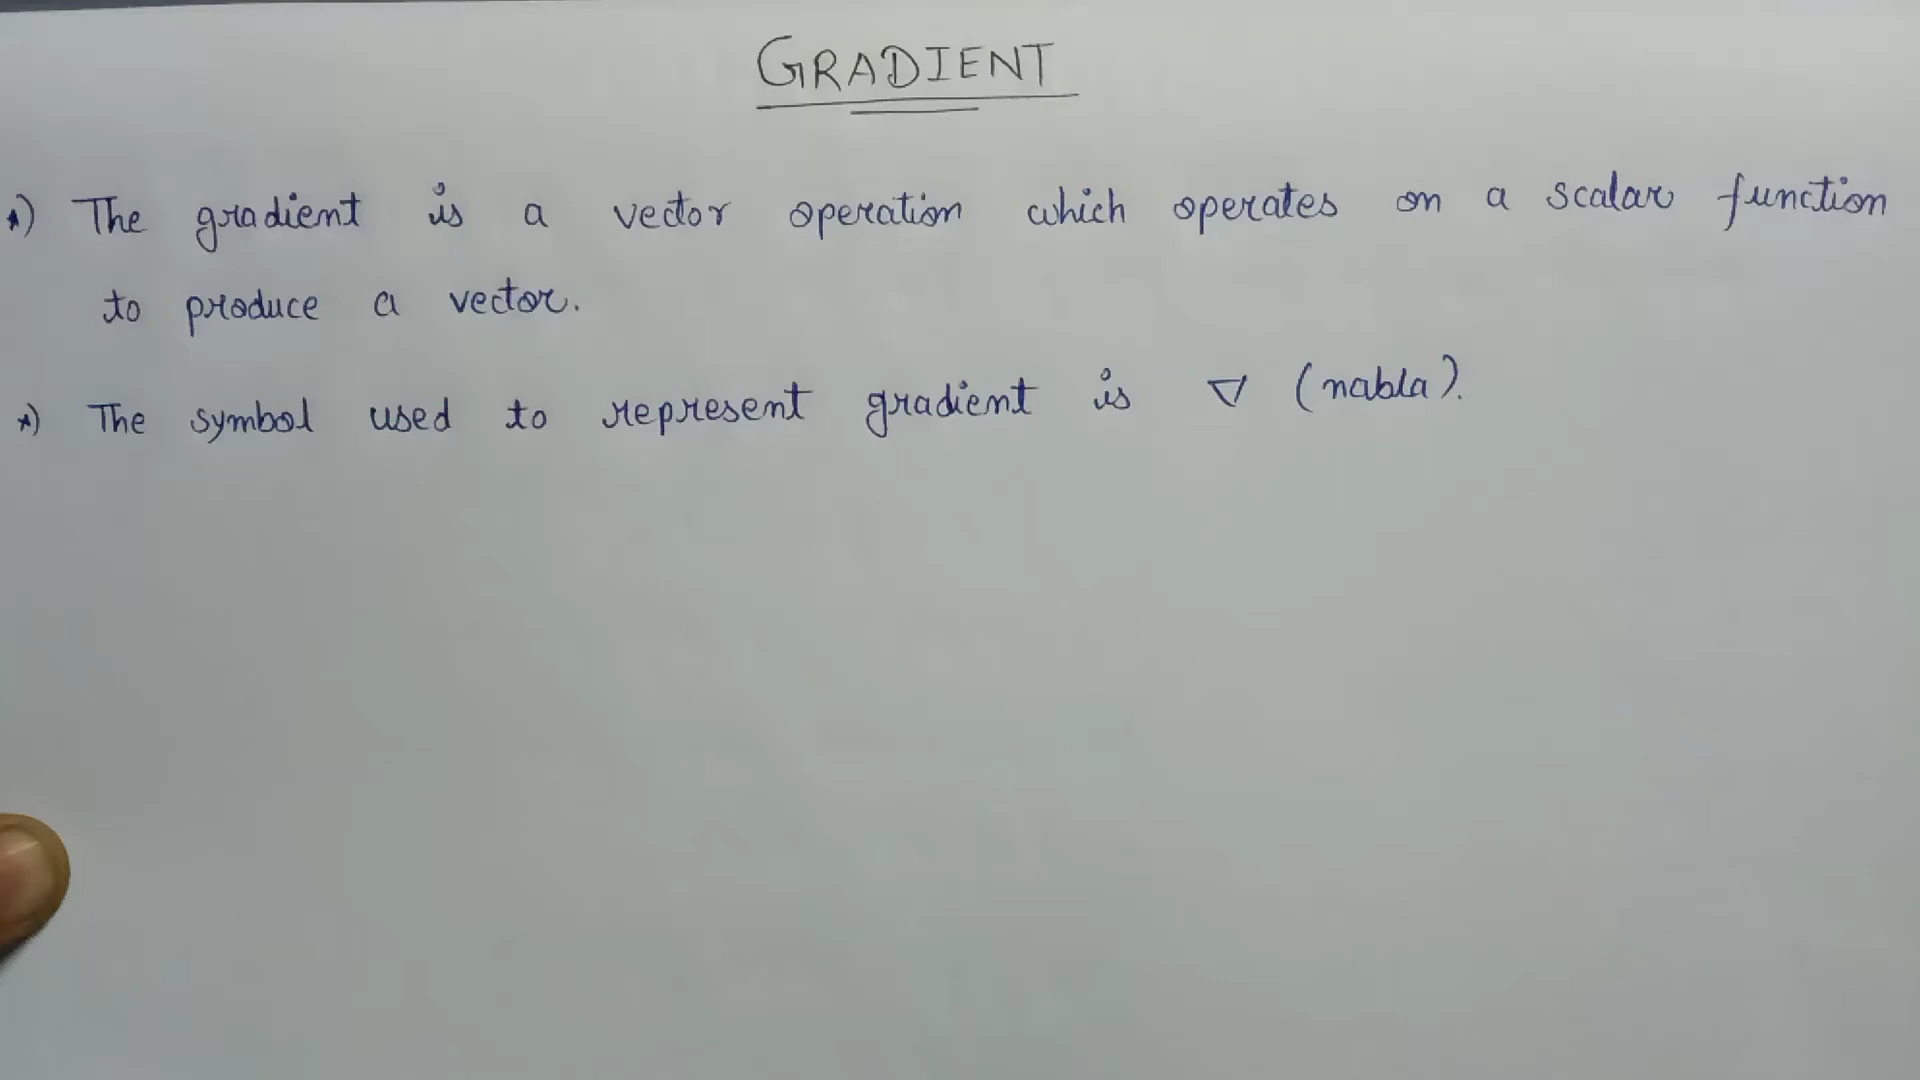 GRADIENT
*) The gradient is a vector operation which operates on a scalar function
to produce a vector.
*) The symbol used to represent gradient is ∇ (nabla).